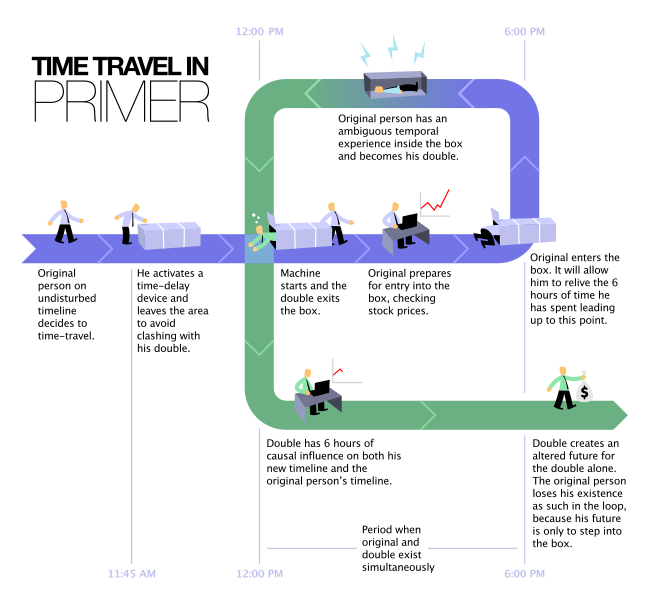 12:00 PM
6:00 PM
TIME TRAVEL IN
PRIMER
Original person has an
ambiguous temporal
experience inside the box
and becomes his double.
Original
person on
undisturbed
timeline
decides to
time-travel.
He activates a
time-delay
device and
leaves the area
to avoid
clashing with
his double.
Machine
starts and the
double exits
the box.
Original prepares
for entry into the
box, checking
stock prices.
Original enters the
box. It will allow
him to relive the 6
hours of time he
has spent leading
up to this point.
$
Double has 6 hours of
causal influence on both his
new timeline and the
original person's timeline.
Double creates an
altered future for
the double alone.
The original person
loses his existence
as such in the loop,
because his future
is only to step into
the box.
Period when
original and
double exist
simultaneously
11:45 AM
12:00 PM
6:00 PM